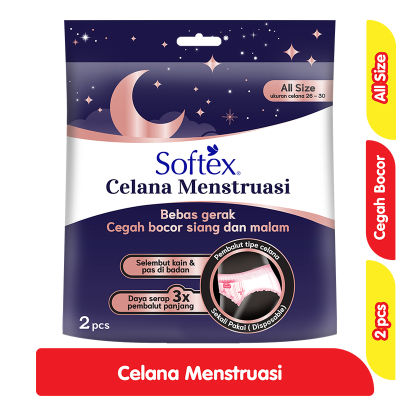 All Size
ukuran celana 26 - 30
Softex®
Celana Menstruasi
Bebas gerak
Cegah bocor siang dan malam
Selembut kain &
pas di badan
Daya serap 3x
pembalut panjang
Pembalut tipe celana
Sekali Pakai ( Disposable )
2 pcs
All Size
Cegah Bocor
2 pcs
Celana Menstruasi